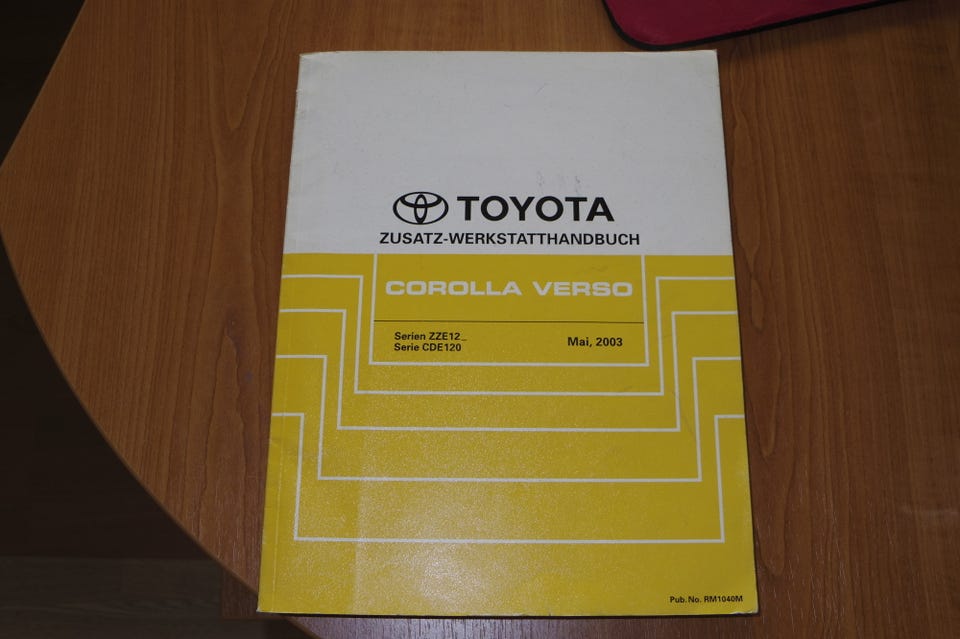 TOYOTA
ZUSATZ-WERKSTATTHANDBUCH
COROLLA VERSO
Serien ZZE12_
Serie CDE120
Mai, 2003
Pub. No. RM1040M